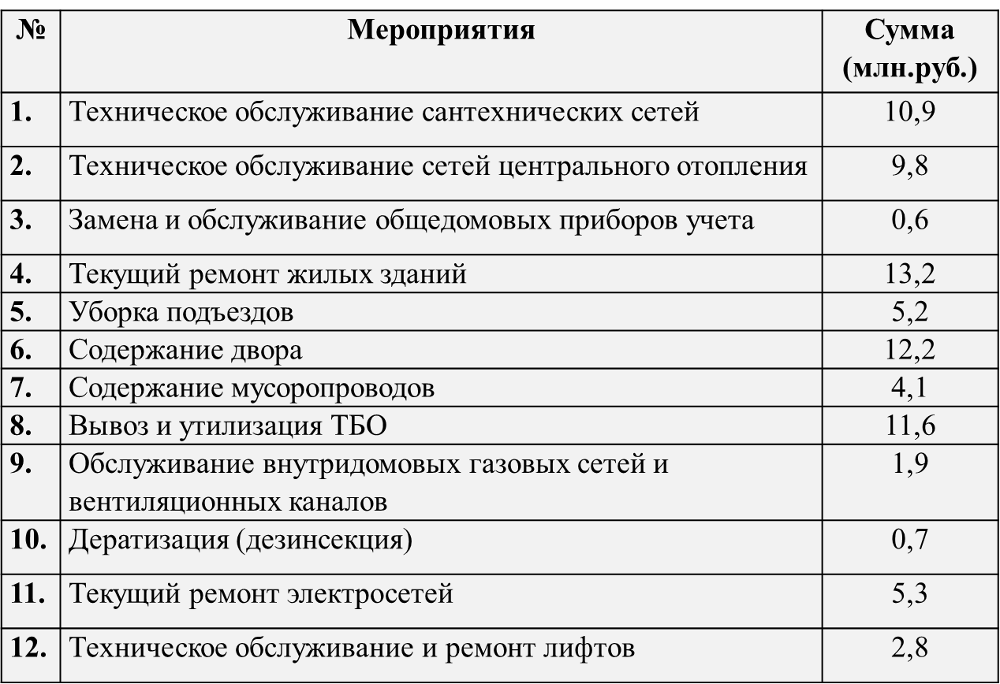 № Мероприятия Сумма
(млн.руб.)
1. Техническое обслуживание сантехнических сетей 10,9
2. Техническое обслуживание сетей центрального отопления 9,8
3. Замена и обслуживание общедомовых приборов учета 0,6
4. Текущий ремонт жилых зданий 13,2
5. Уборка подъездов 5,2
6. Содержание двора 12,2
7. Содержание мусоропроводов 4,1
8. Вывоз и утилизация ТБО 11,6
9. Обслуживание внутридомовых газовых сетей и 1,9
вентиляционных каналов
10. Дератизация (дезинсекция) 0,7
11. Текущий ремонт электросетей 5,3
12. Техническое обслуживание и ремонт лифтов 2,8